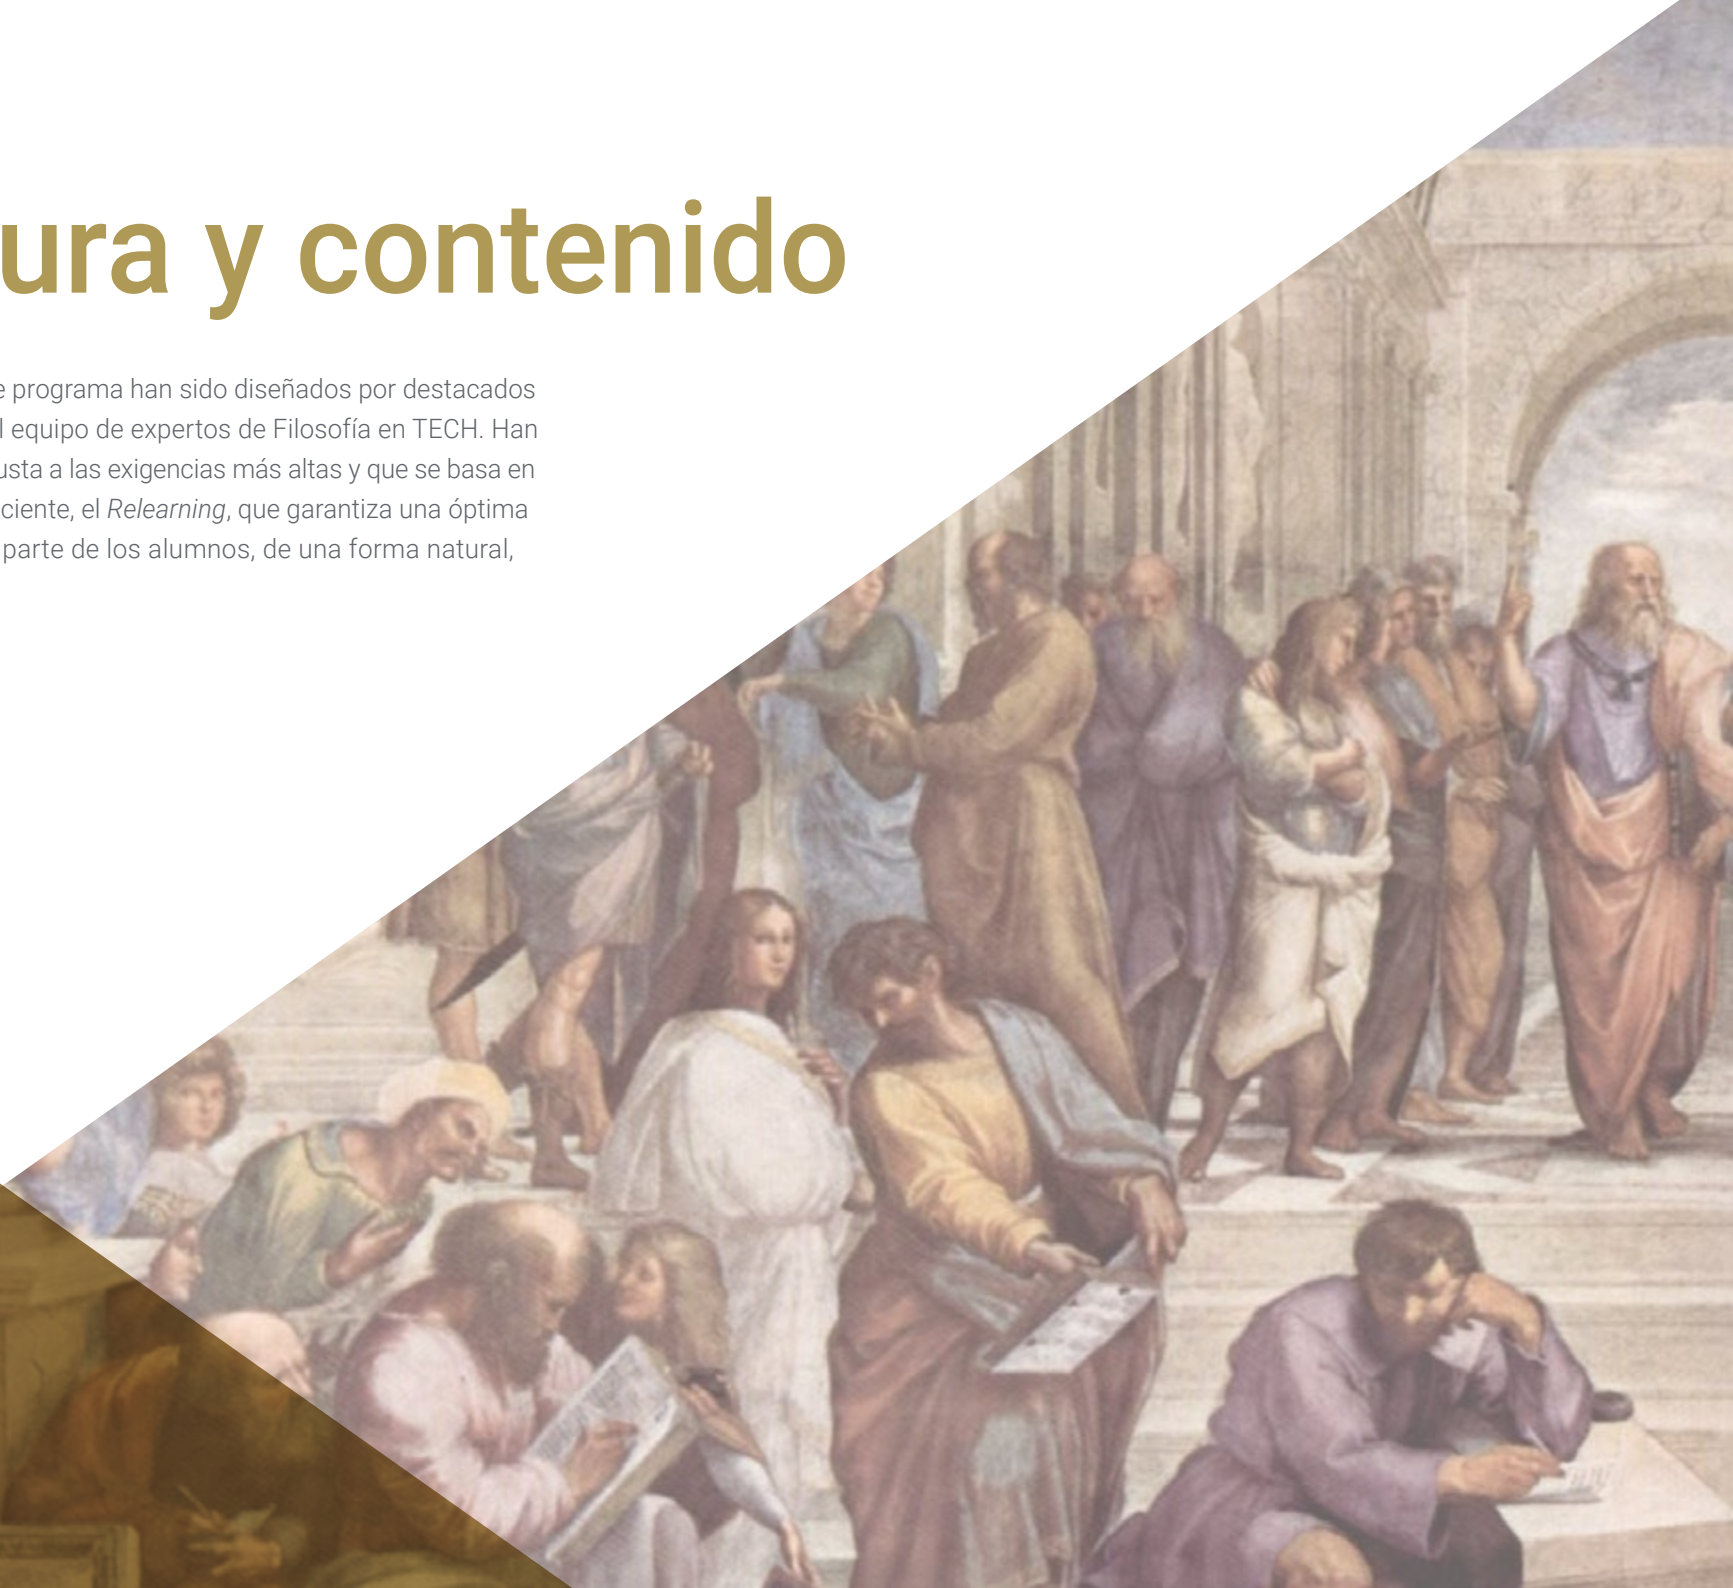 ura y contenido
e programa han sido diseñados por destacados
l equipo de expertos de Filosofía en TECH. Han
usta a las exigencias más altas y que se basa en
ciente, el Relearning, que garantiza una óptima
parte de los alumnos, de una forma natural,